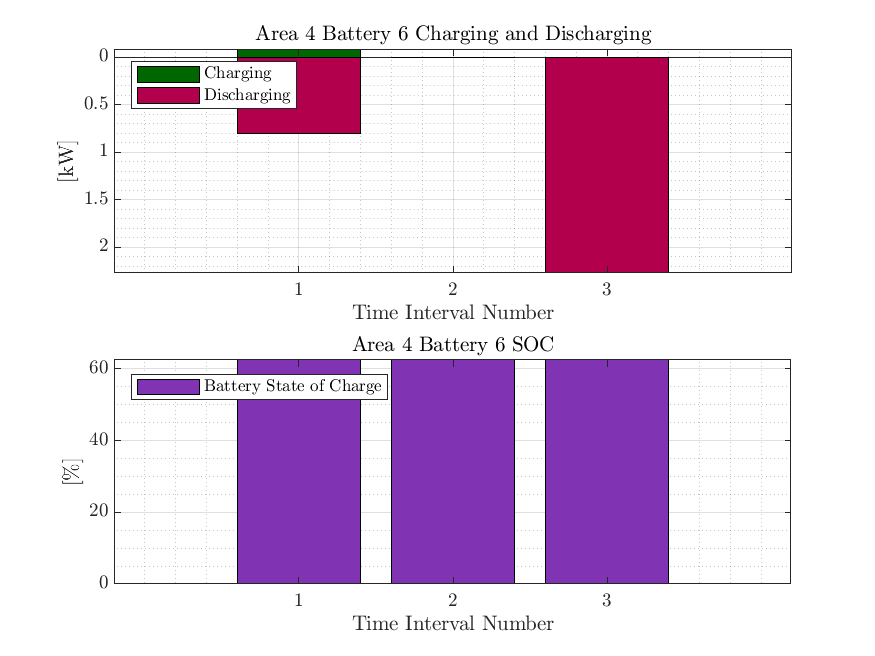 Area 4 Battery 6 Charging and Discharging
0
0.5
1
1.5
2
[kW]
Charging
Discharging
1
2
3
Time Interval Number
Area 4 Battery 6 SOC
60
40
20
0
[%]
Battery State of Charge
1
2
3
Time Interval Number